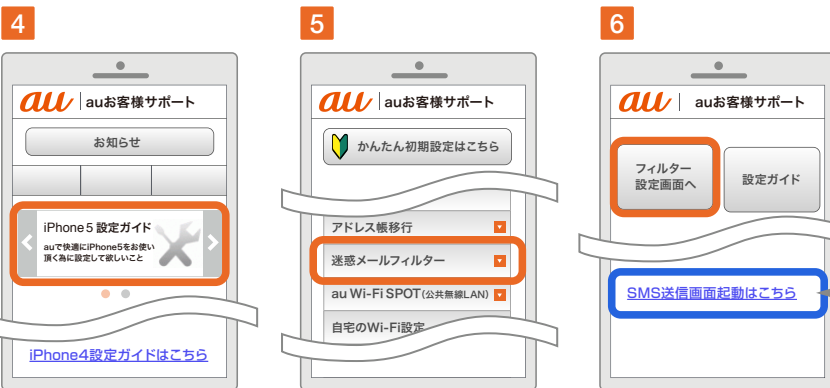 4
au auお客様サポート
お知らせ
iPhone 5 設定ガイド
auで快適にiPhone5をお使い
頂く為に設定して欲しいこと
iPhone4設定ガイドはこちら
5
au auお客様サポート
かんたん初期設定はこちら
アドレス帳移行
迷惑メールフィルター
au Wi-Fi SPOT(公共無線LAN)
自宅のWi-Fi設定
6
au auお客様サポート
フィルター
設定画面へ
設定ガイド
SMS送信画面起動はこちら